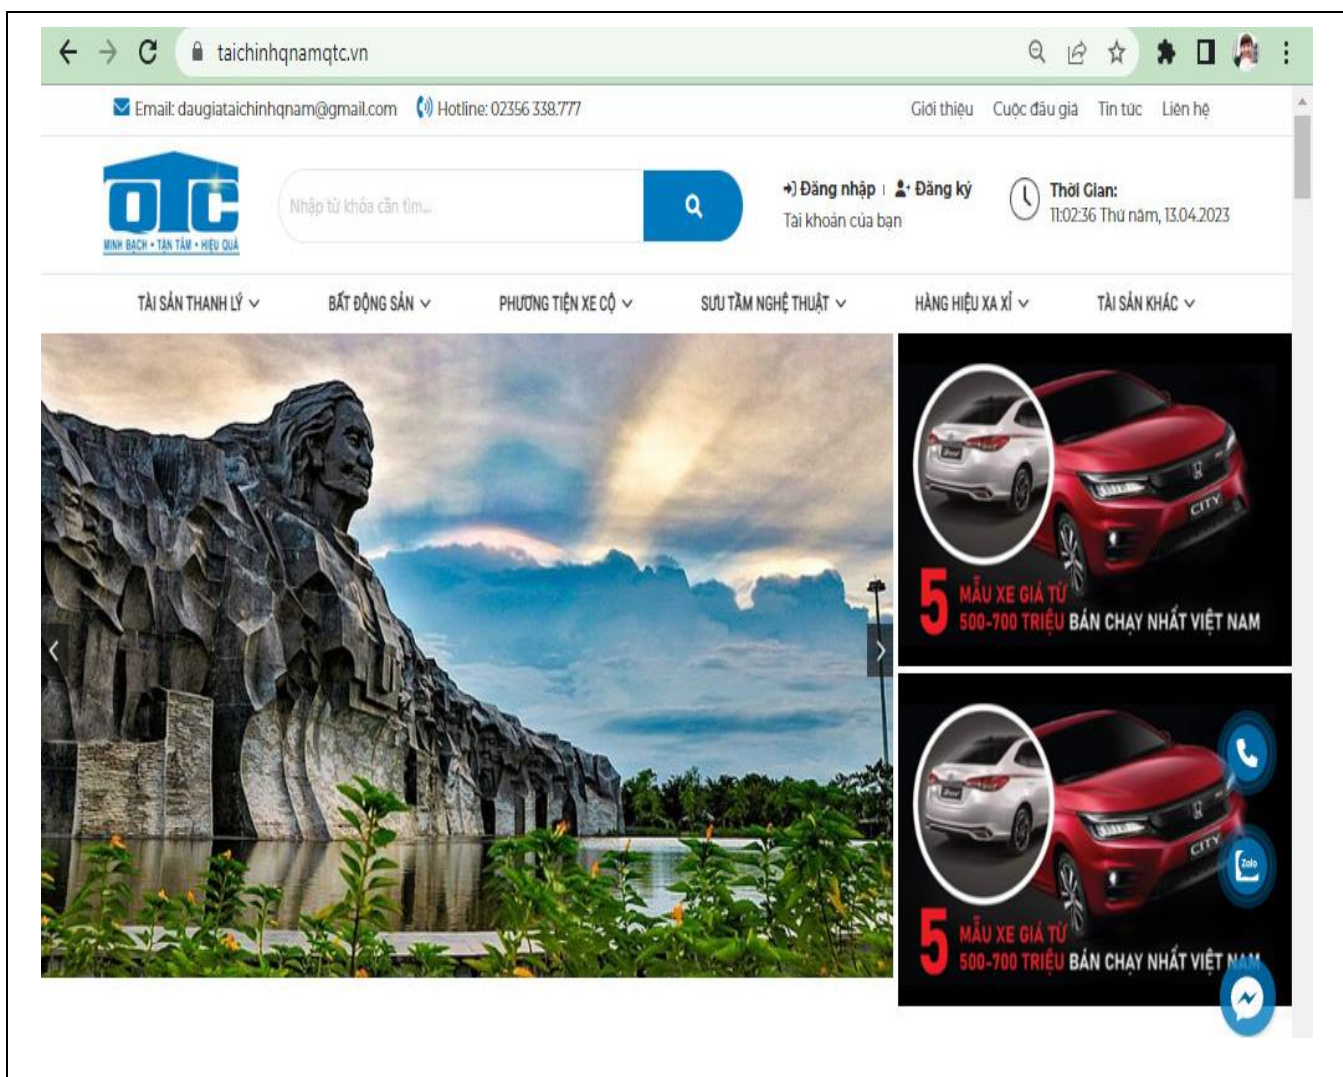 taichinhqnamqtc.vn
Email: daugiataichinhqnam@gmail.com Hotline: 02356 338.777
Giới thiệu Cuộc đấu giá Tin tức Liên hệ
QTC
MINH BẠCH • TẬN TÂM • HIỆU QUẢ
Nhập từ khóa cần tìm...
Đăng nhập Đăng ký
Tài khoản của bạn
Thời Gian:
11:02:36 Thứ năm, 13.04.2023
TÀI SẢN THANH LÝ BẤT ĐỘNG SẢN PHƯƠNG TIỆN XE CỘ SƯU TẦM NGHỆ THUẬT HÀNG HIỆU XA XỈ TÀI SẢN KHÁC
CITY
5 MẪU XE GIÁ TỪ
500-700 TRIỆU BÁN CHẠY NHẤT VIỆT NAM
CITY
Zalo
5 MẪU XE GIÁ TỪ
500-700 TRIỆU BÁN CHẠY NHẤT VIỆT NAM